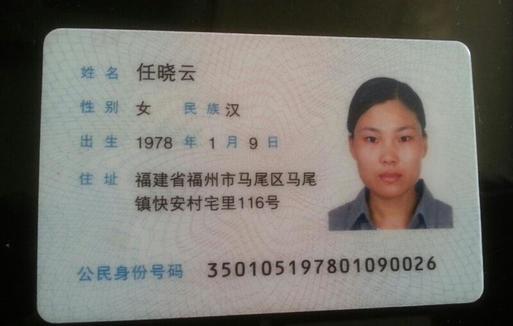 姓名 任晓云
性别 女 民族 汉
出生 1978 年 1 月 9 日
住址 福建省福州市马尾区马尾
镇快安村宅里116号
公民身份号码 350105197801090026